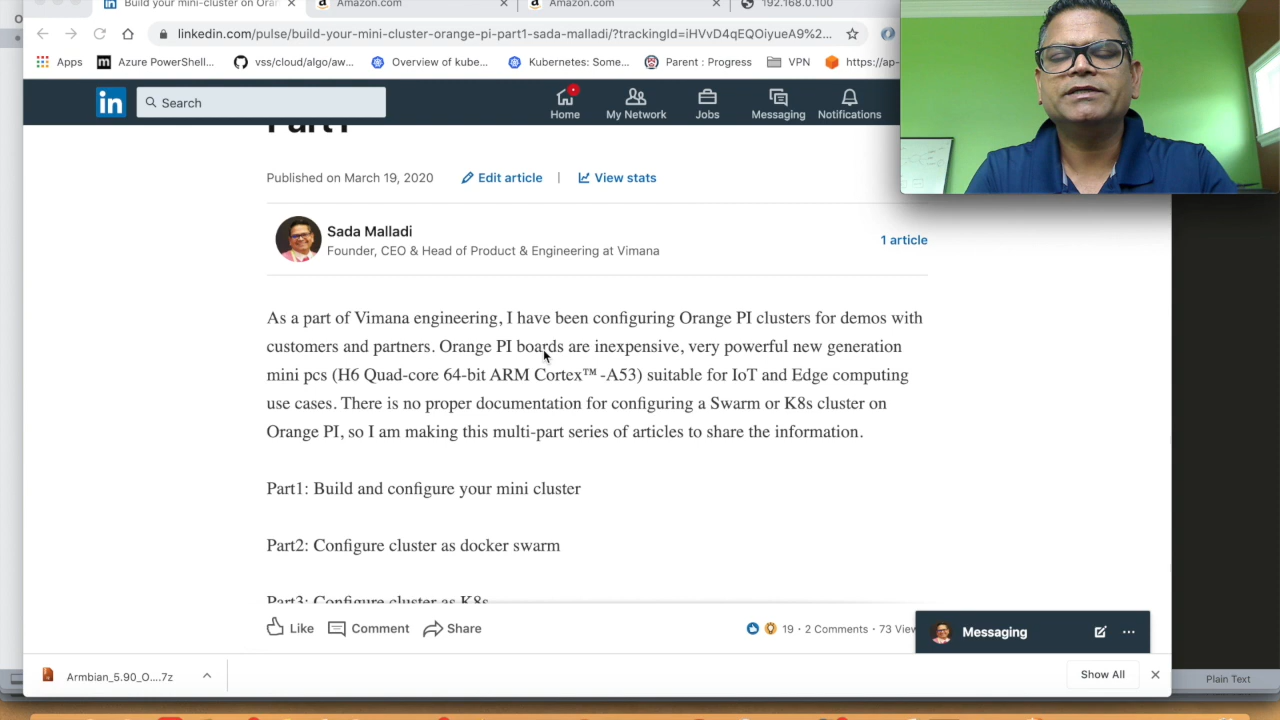 Build your mini-cluster on Oran
Amazon.com
Amazon.com
192.168.0.100
linkedin.com/pulse/build-your-mini-cluster-orange-pi-part1-sada-malladi/?trackingId=iHVvD4qEQOiyueA9%2...
Apps
Azure PowerShell...
vss/cloud/algo/aw...
Overview of kube...
Kubernetes: Some...
Parent : Progress
VPN
https://ap-
in
Search
Home
My Network
Jobs
Messaging
Notifications
Part1
Published on March 19, 2020
Edit article
|
View stats
Sada Malladi
Founder, CEO & Head of Product & Engineering at Vimana
1 article
As a part of Vimana engineering, I have been configuring Orange PI clusters for demos with
customers and partners. Orange PI boards are inexpensive, very powerful new generation
mini pcs (H6 Quad-core 64-bit ARM Cortex™ -A53) suitable for IoT and Edge computing
use cases. There is no proper documentation for configuring a Swarm or K8s cluster on
Orange PI, so I am making this multi-part series of articles to share the information.
Part1: Build and configure your mini cluster
Part2: Configure cluster as docker swarm
Part3: Configure cluster as K8s
Like
Comment
Share
19 · 2 Comments · 73 View
Messaging
Armbian_5.90_O....7z
Show All
Plain Text